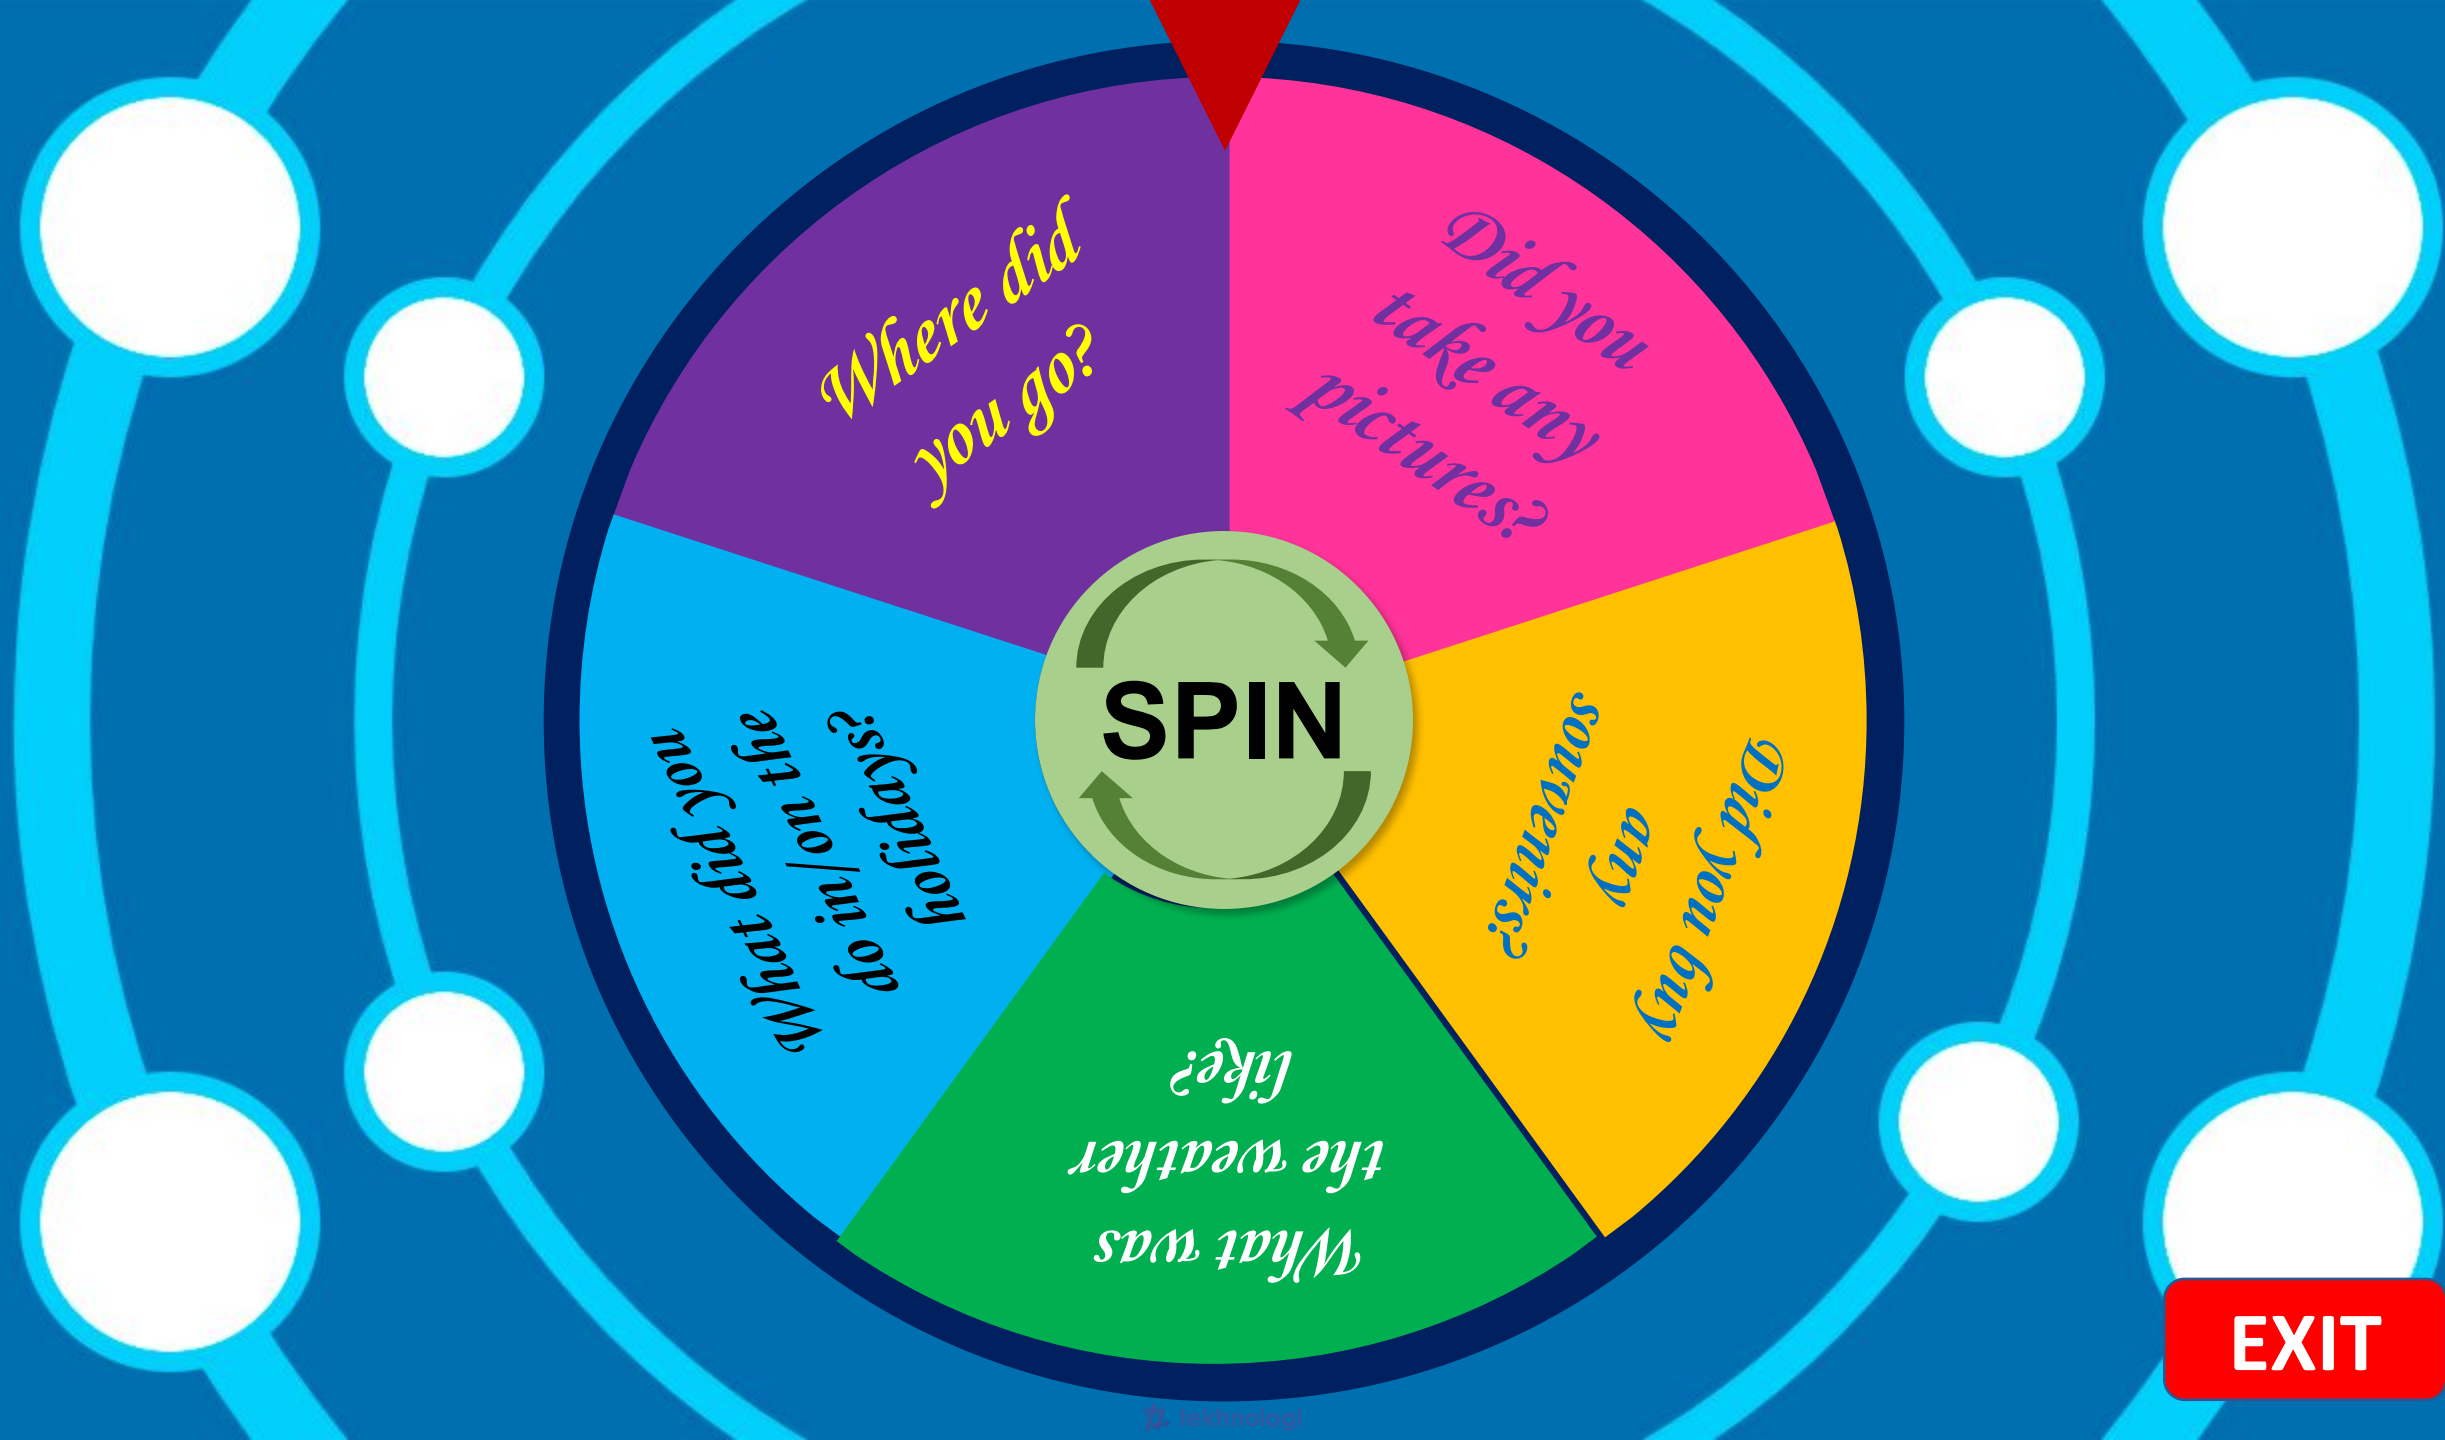 Where did
you go?
Did you
take any
pictures?
Did you buy
any
souvenirs?
What was
the weather
like?
What did you
do in/on the
holidays?
SPIN
EXIT
lekhnologi